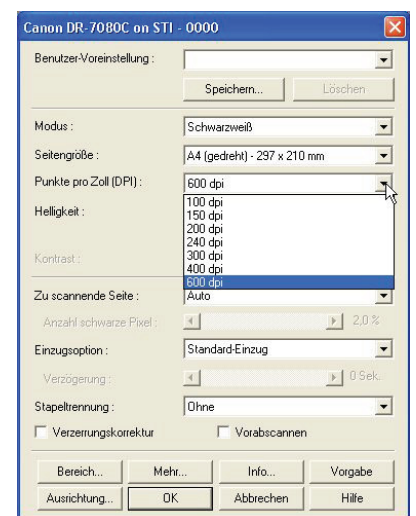 Canon DR-7080C on STI - 0000
Benutzer-Voreinstellung :
Speichern... Löschen
Modus : Schwarzweiß
Seitengröße : A4 (gedreht) - 297 x 210 mm
Punkte pro Zoll (DPI) : 600 dpi
Helligkeit : 100 dpi
150 dpi
200 dpi
240 dpi
Kontrast : 300 dpi
400 dpi
600 dpi
Zu scannende Seite : Auto
Anzahl schwarze Pixel : 2,0 %
Einzugsoption : Standard-Einzug
Verzögerung : 0 Sek.
Stapeltrennung : Ohne
Verzerrungskorrektur Vorabscannen
Bereich... Mehr... Info... Vorgabe
Ausrichtung... OK Abbrechen Hilfe